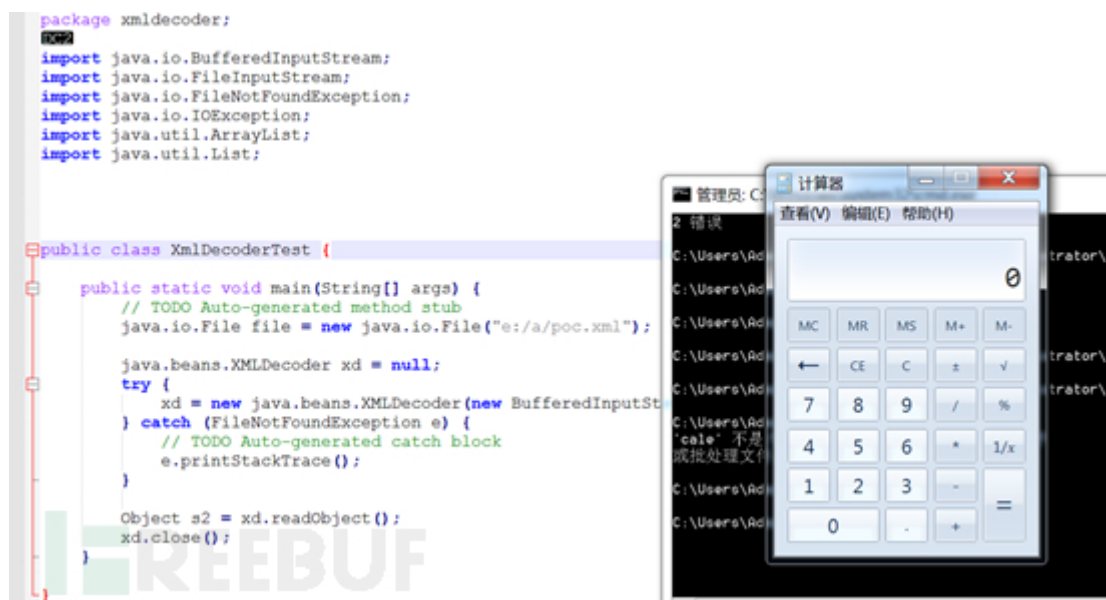 package xmldecoder;
DC2
import java.io.BufferedInputStream;
import java.io.FileInputStream;
import java.io.FileNotFoundException;
import java.io.IOException;
import java.util.ArrayList;
import java.util.List;
public class XmlDecoderTest {
public static void main(String[] args) {
// TODO Auto-generated method stub
java.io.File file = new java.io.File("e:/a/poc.xml");
java.beans.XMLDecoder xd = null;
try {
xd = new java.beans.XMLDecoder(new BufferedInputSt
} catch (FileNotFoundException e) {
// TODO Auto-generated catch block
e.printStackTrace();
}
Object s2 = xd.readObject();
xd.close();
}
}
REEBUF
管理员: C:
2 错误
C:\Users\Ad
trator\
C:\Users\Ad
C:\Users\Ad
C:\Users\Ad
trator\
C:\Users\Ad
trator\
C:\Users\Ad
'cale' 不是
或批处理文件
C:\Users\Ad
C:\Users\Ad
计算器
查看(V) 编辑(E) 帮助(H)
0
MC MR MS M+ M-
← CE C ± √
7 8 9 / %
4 5 6 * 1/x
1 2 3 - =
0 . +